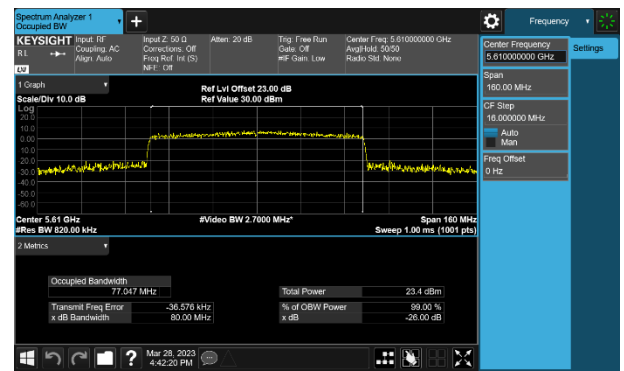 Spectrum Analyzer 1
Occupied BW
Frequency
KEYSIGHT
R L
LXI
Input: RF
Coupling: AC
Align: Auto
Input Z: 50 Ω
Corrections: Off
Freq Ref: Int (S)
NFE: Off
Atten: 20 dB
Trig: Free Run
Gate: Off
#IF Gain: Low
Center Freq: 5.610000000 GHz
Avg|Hold: 50/50
Radio Std: None
Center Frequency
5.610000000 GHz
Settings
Span
160.00 MHz
CF Step
16.000000 MHz
Auto
Man
Freq Offset
0 Hz
1 Graph
Scale/Div 10.0 dB
Ref Lvl Offset 23.00 dB
Ref Value 30.00 dBm
Log
20.0
10.0
0.00
-10.0
-20.0
-30.0
-40.0
-50.0
-60.0
Center 5.61 GHz
#Video BW 2.7000 MHz*
Span 160 MHz
#Res BW 820.00 kHz
Sweep 1.00 ms (1001 pts)
2 Metrics
Occupied Bandwidth
77.047 MHz
Total Power 23.4 dBm
Transmit Freq Error -36.576 kHz
% of OBW Power 99.00 %
x dB Bandwidth 80.00 MHz
x dB -26.00 dB
Mar 28, 2023
4:42:20 PM